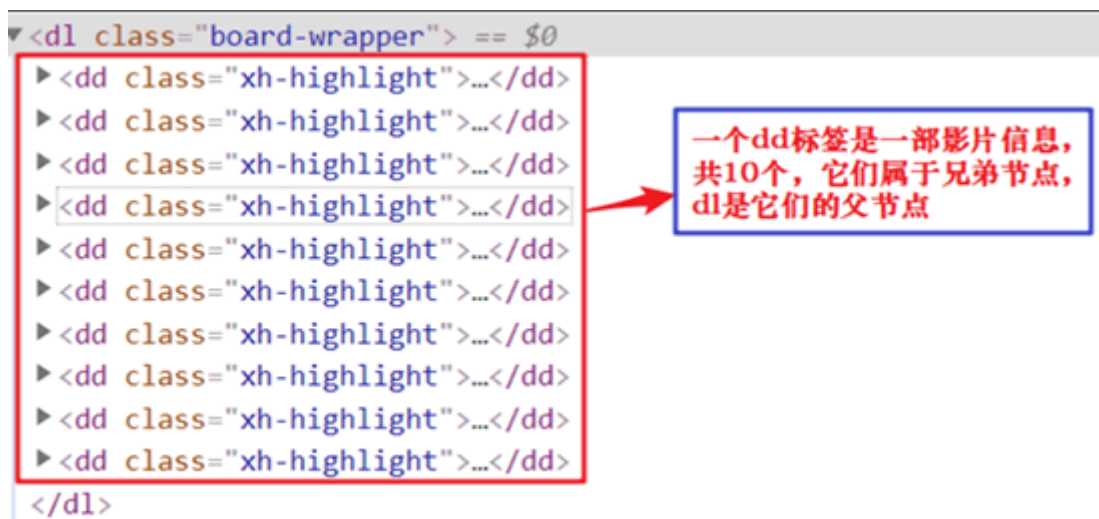 ▼<dl class="board-wrapper"> == $0
▶<dd class="xh-highlight">…</dd>
▶<dd class="xh-highlight">…</dd>
▶<dd class="xh-highlight">…</dd>
▶<dd class="xh-highlight">…</dd>
▶<dd class="xh-highlight">…</dd>
▶<dd class="xh-highlight">…</dd>
▶<dd class="xh-highlight">…</dd>
▶<dd class="xh-highlight">…</dd>
▶<dd class="xh-highlight">…</dd>
▶<dd class="xh-highlight">…</dd>
</dl>
一个dd标签是一部影片信息，
共10个，它们属于兄弟节点，
dl是它们的父节点